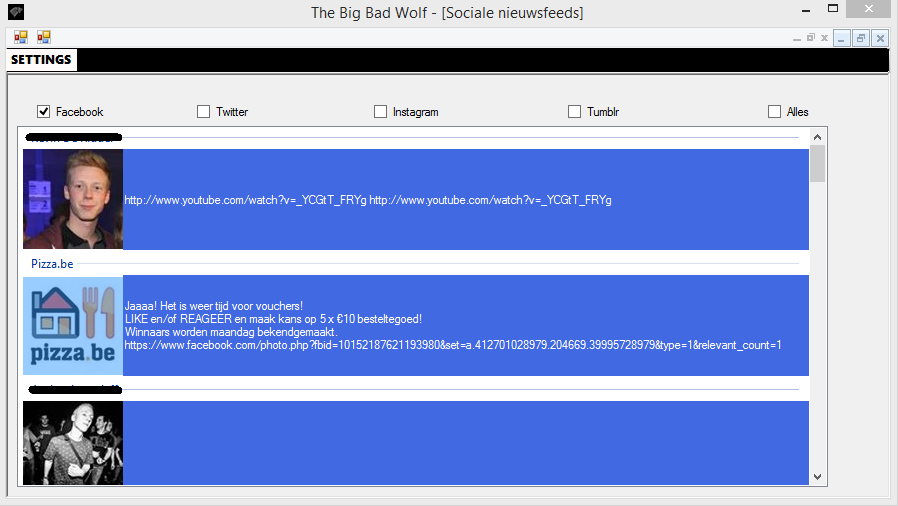 The Big Bad Wolf - [Sociale nieuwsfeeds]
SETTINGS
Facebook Twitter Instagram Tumblr Alles
http://www.youtube.com/watch?v=_YCGtT_FRYg http://www.youtube.com/watch?v=_YCGtT_FRYg
Pizza.be
pizza.be
Jaaaa! Het is weer tijd voor vouchers!
LIKE en/of REAGEER en maak kans op 5 x €10 besteltegoed!
Winnaars worden maandag bekendgemaakt.
https://www.facebook.com/photo.php?fbid=10152187621193980&set=a.412701028979.204669.39995728979&type=1&relevant_count=1